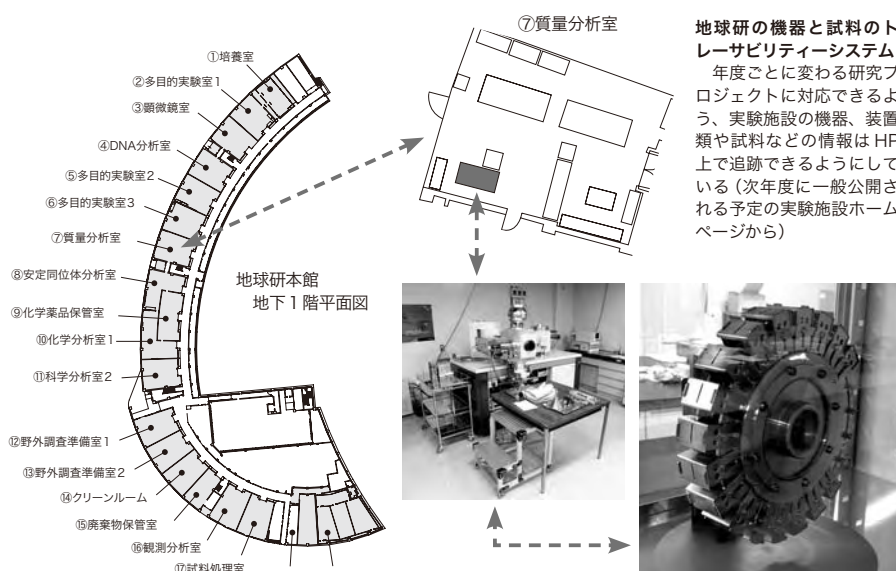 ⑦質量分析室
地球研の機器と試料のト
レーサビリティーシステム
年度ごとに変わる研究プ
ロジェクトに対応できるよ
う、実験施設の機器、装置
類や試料などの情報はHP
上で追跡できるようにして
いる(次年度に一般公開さ
れる予定の実験施設ホーム
ページから)
①培養室
②多目的実験室1
③顕微鏡室
④DNA分析室
⑤多目的実験室2
⑥多目的実験室3
⑦質量分析室
⑧安定同位体分析室
⑨化学薬品保管室
⑩化学分析室1
⑪科学分析室2
⑫野外調査準備室1
⑬野外調査準備室2
⑭クリーンルーム
⑮廃棄物保管室
⑯観測分析室
⑰試料処理室
地球研本館
地下1階平面図